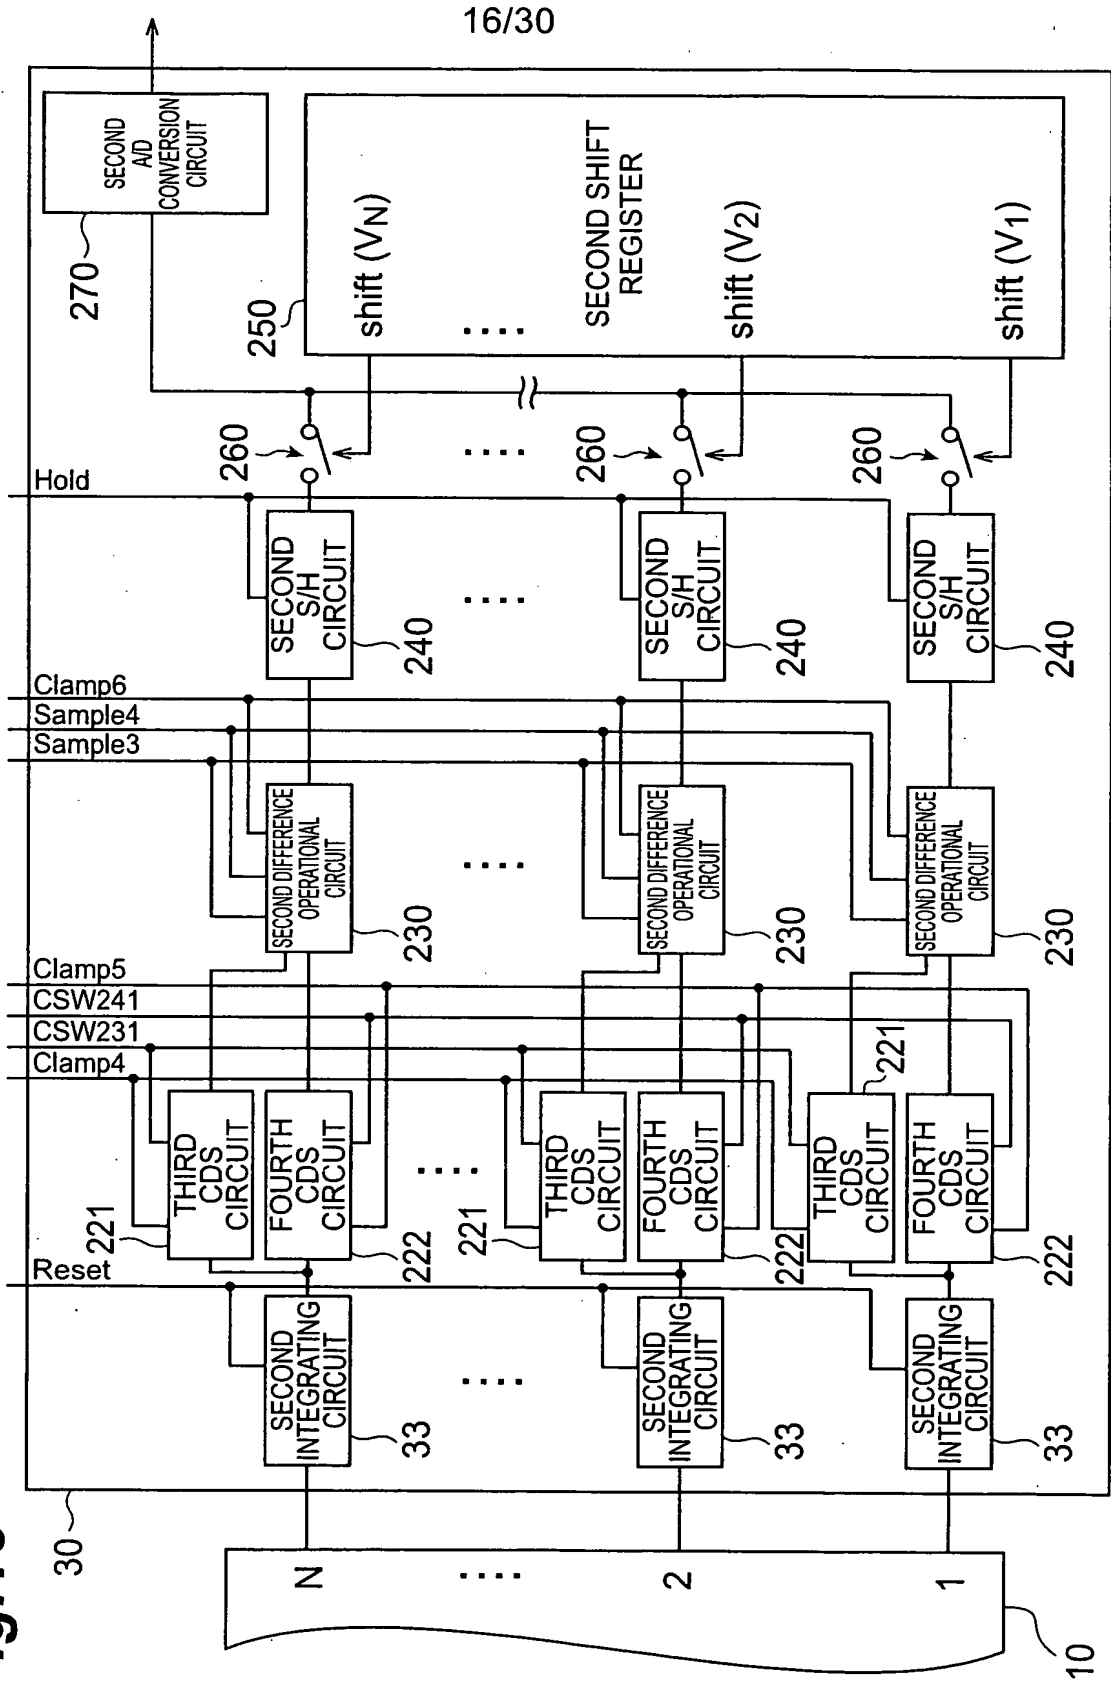 16/30
30
10
N
2
1
....
Reset
Clamp4
CSW231
CSW241
Clamp5
Sample3
Sample4
Clamp6
Hold
SECOND
INTEGRATING
CIRCUIT
33
221
THIRD
CDS
CIRCUIT
FOURTH
CDS
CIRCUIT
222
SECOND DIFFERENCE
OPERATIONAL
CIRCUIT
230
SECOND
S/H
CIRCUIT
240
260
....
....
....
....
....
SECOND
INTEGRATING
CIRCUIT
33
221
THIRD
CDS
CIRCUIT
FOURTH
CDS
CIRCUIT
222
SECOND DIFFERENCE
OPERATIONAL
CIRCUIT
230
SECOND
S/H
CIRCUIT
240
260
SECOND
INTEGRATING
CIRCUIT
33
221
THIRD
CDS
CIRCUIT
FOURTH
CDS
CIRCUIT
222
SECOND DIFFERENCE
OPERATIONAL
CIRCUIT
230
SECOND
S/H
CIRCUIT
240
260
250
shift (VN)
....
shift (V2)
shift (V1)
SECOND SHIFT
REGISTER
270
SECOND
A/D
CONVERSION
CIRCUIT